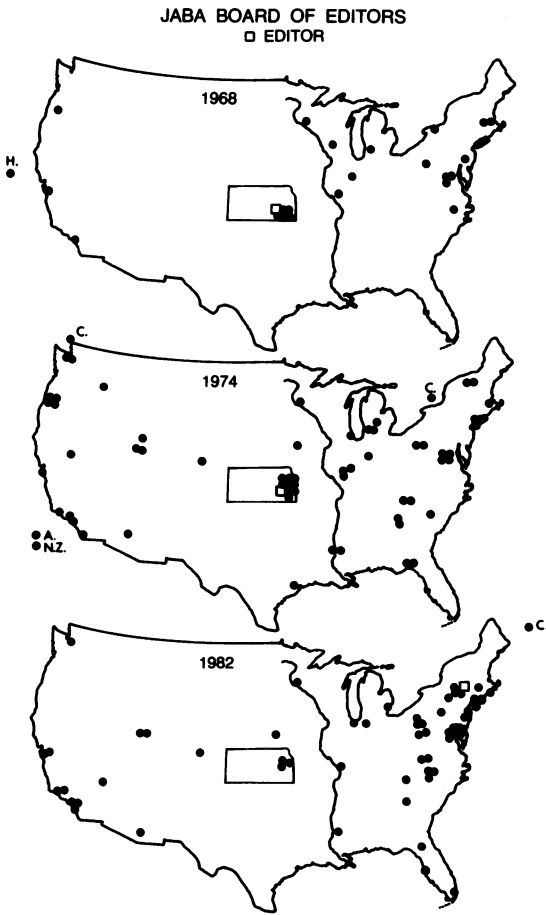 JABA BOARD OF EDITORS
□ EDITOR
1968
H.
C.
1974
C.
A.
N.Z.
1982
C.